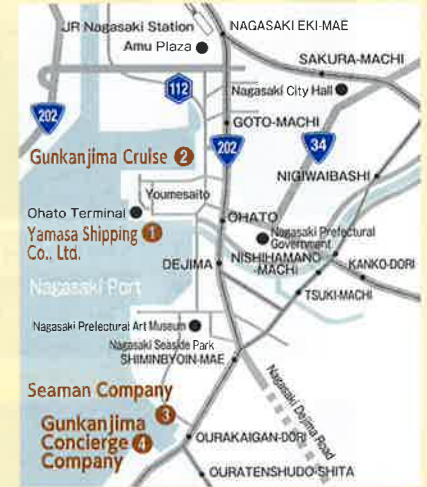 JR Nagasaki Station
NAGASAKI EKI-MAE
Amu Plaza
SAKURA-MACHI
112
Nagasaki City Hall
202
GOTO-MACHI
202
34
Gunkanjima Cruise 2
NIGIWAIBASHI
Youmesaito
Ohato Terminal
OHATO
Yamasa Shipping 1
Co., Ltd.
Nagasaki Prefectural
Government
DEJIMA
NISHIHAMANO
-MACHI
KANKO-DORI
Nagasaki Port
TSUKI-MACHI
Nagasaki Prelectural Art Museum
Nagasaki Seaside Park
SHIMINBYOIN-MAE
Nagasaki Dejima Road
Seaman Company
3
Gunkanjima
Concierge 4
Company
OURAKAIGAN-DORI
OURATENSHUDO-SHITA